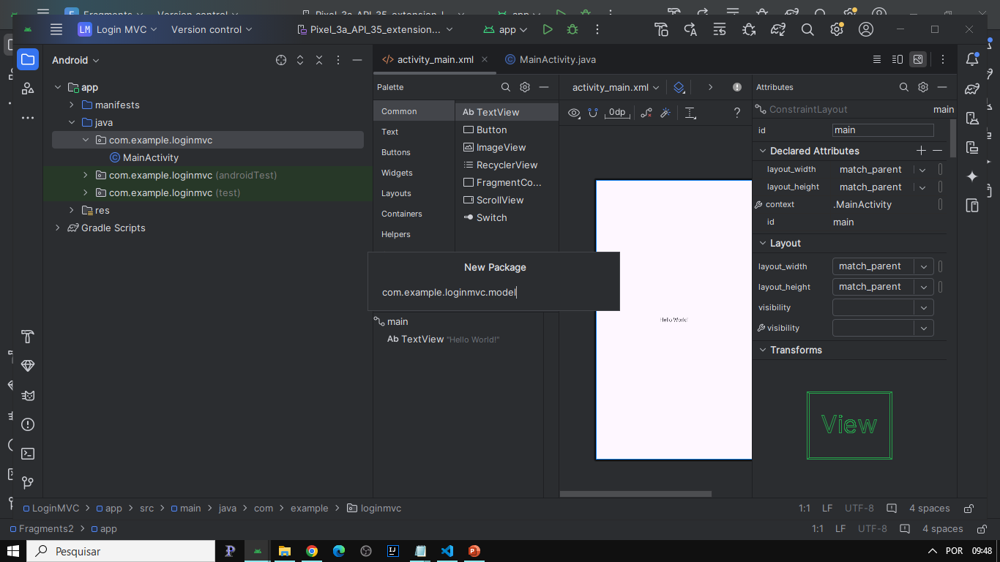 Fragments Version control Pixel_3a_API_35_extension_l app
LM Login MVC Version control Pixel_3a_API_35_extension... app
Android
app
manifests
java
com.example.loginmvc
MainActivity
com.example.loginmvc (androidTest)
com.example.loginmvc (test)
res
Gradle Scripts
activity_main.xml
MainActivity.java
Palette
Common
Text
Buttons
Widgets
Layouts
Containers
Helpers
Ab TextView
Button
ImageView
RecyclerView
FragmentCo...
ScrollView
Switch
activity_main.xml
0dp
?
Hello World!
New Package
com.example.loginmvc.model
main
Ab TextView "Hello World!"
Attributes
ConstraintLayout main
id main
Declared Attributes
layout_width match_parent
layout_height match_parent
context .MainActivity
id main
Layout
layout_width match_parent
layout_height match_parent
visibility
visibility
Transforms
View
LoginMVC app src main java com example loginmvc 1:1 LF UTF-8 4 spaces
Fragments2 app 1:1 LF UTF-8 4 spaces
Pesquisar POR 09:48